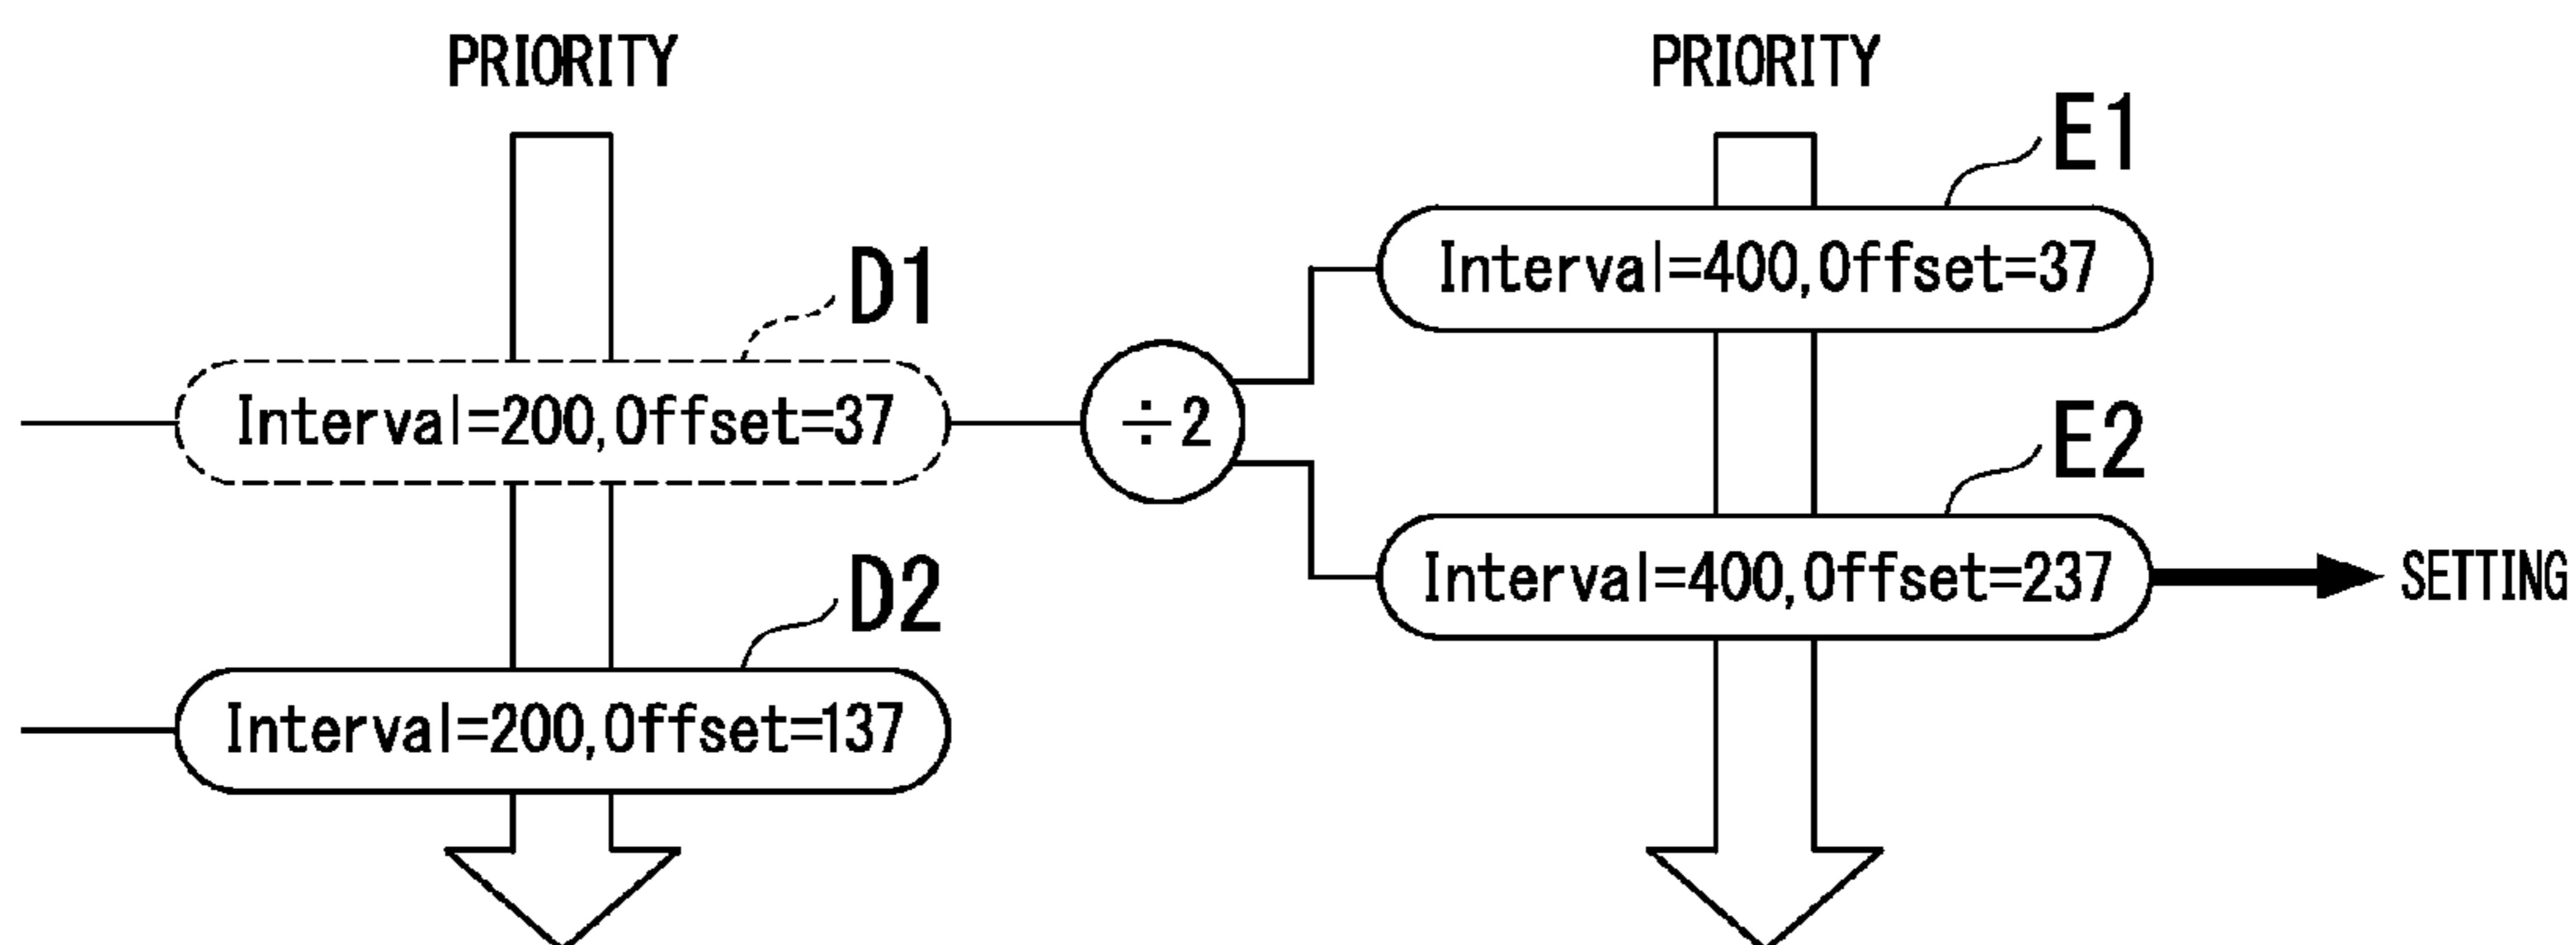 PRIORITY
D1
Interval=200,Offset=37
D2
Interval=200,Offset=137
÷2
PRIORITY
E1
Interval=400,Offset=37
E2
Interval=400,Offset=237
SETTING